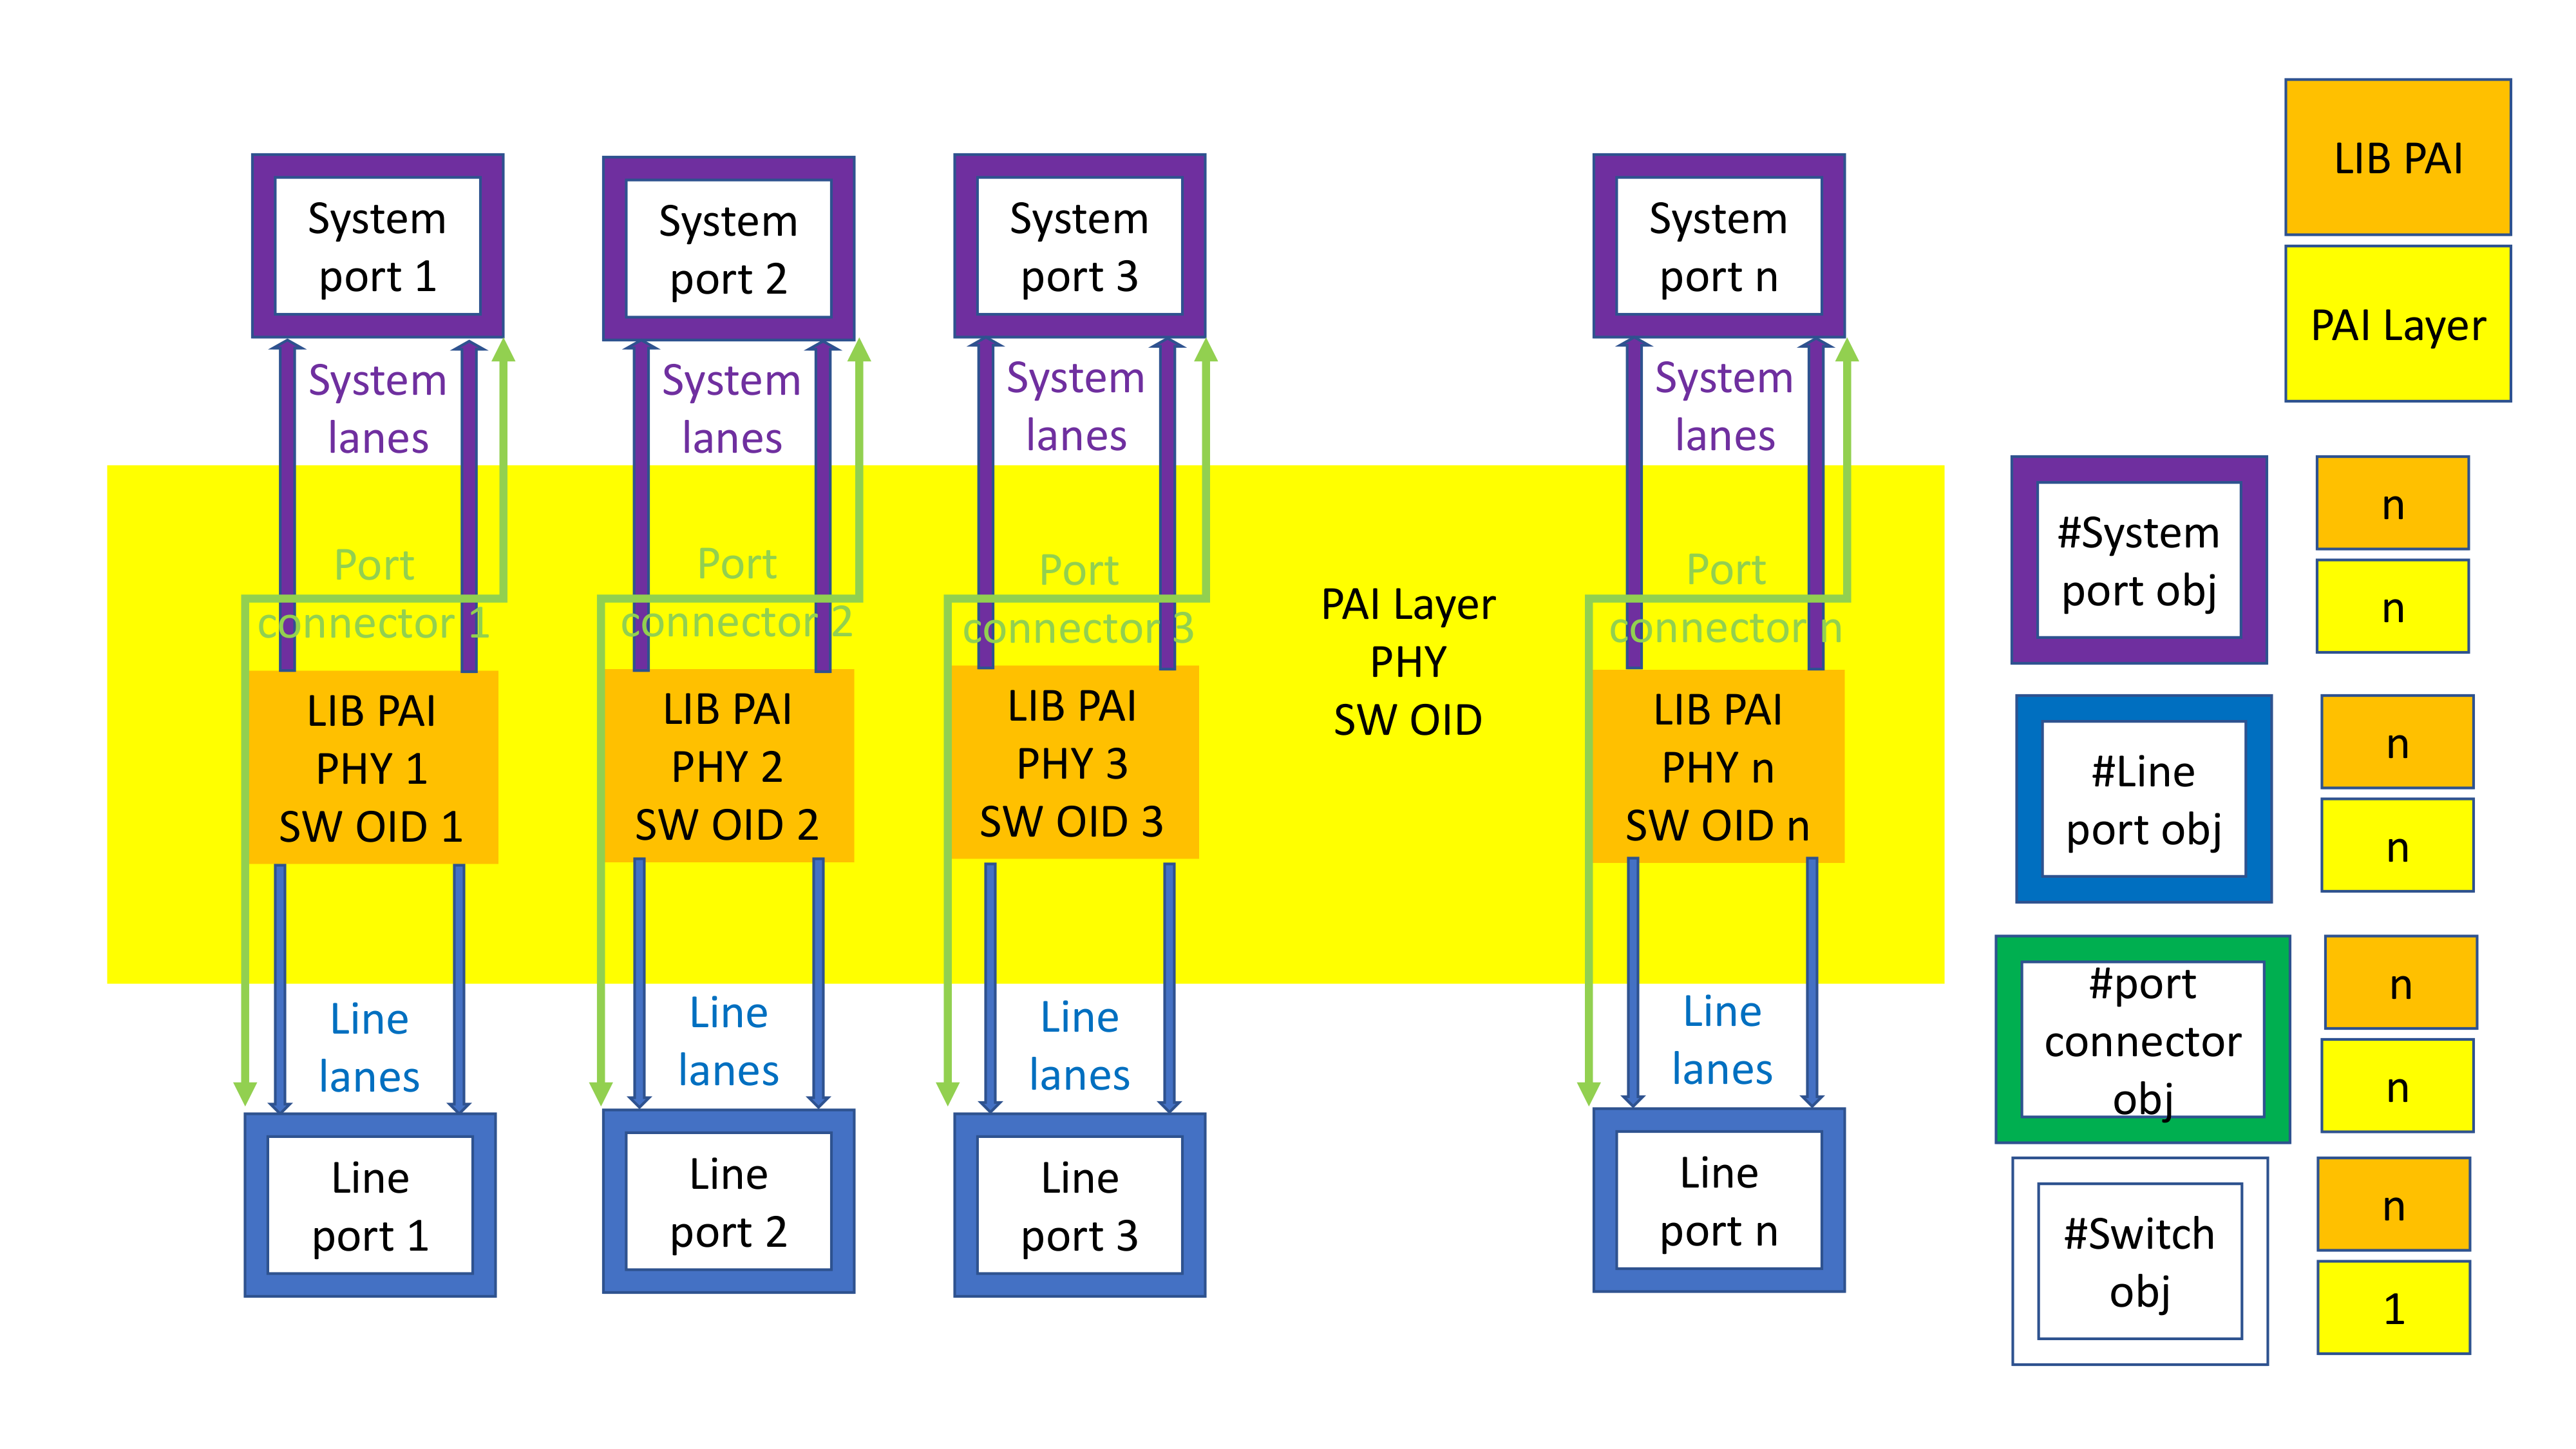 LIB PAI
PAI Layer
System
port 1
System
port 2
System
port 3
System
port n
System
lanes
System
lanes
System
lanes
System
lanes
Port
connector 1
Port
connector 2
Port
connector 3
Port
connector n
PAI Layer
PHY
SW OID
LIB PAI
PHY 1
SW OID 1
LIB PAI
PHY 2
SW OID 2
LIB PAI
PHY 3
SW OID 3
LIB PAI
PHY n
SW OID n
Line
lanes
Line
lanes
Line
lanes
Line
lanes
Line
port 1
Line
port 2
Line
port 3
Line
port n
#System
port obj
n
n
#Line
port obj
n
n
#port
connector
obj
n
n
#Switch
obj
n
1